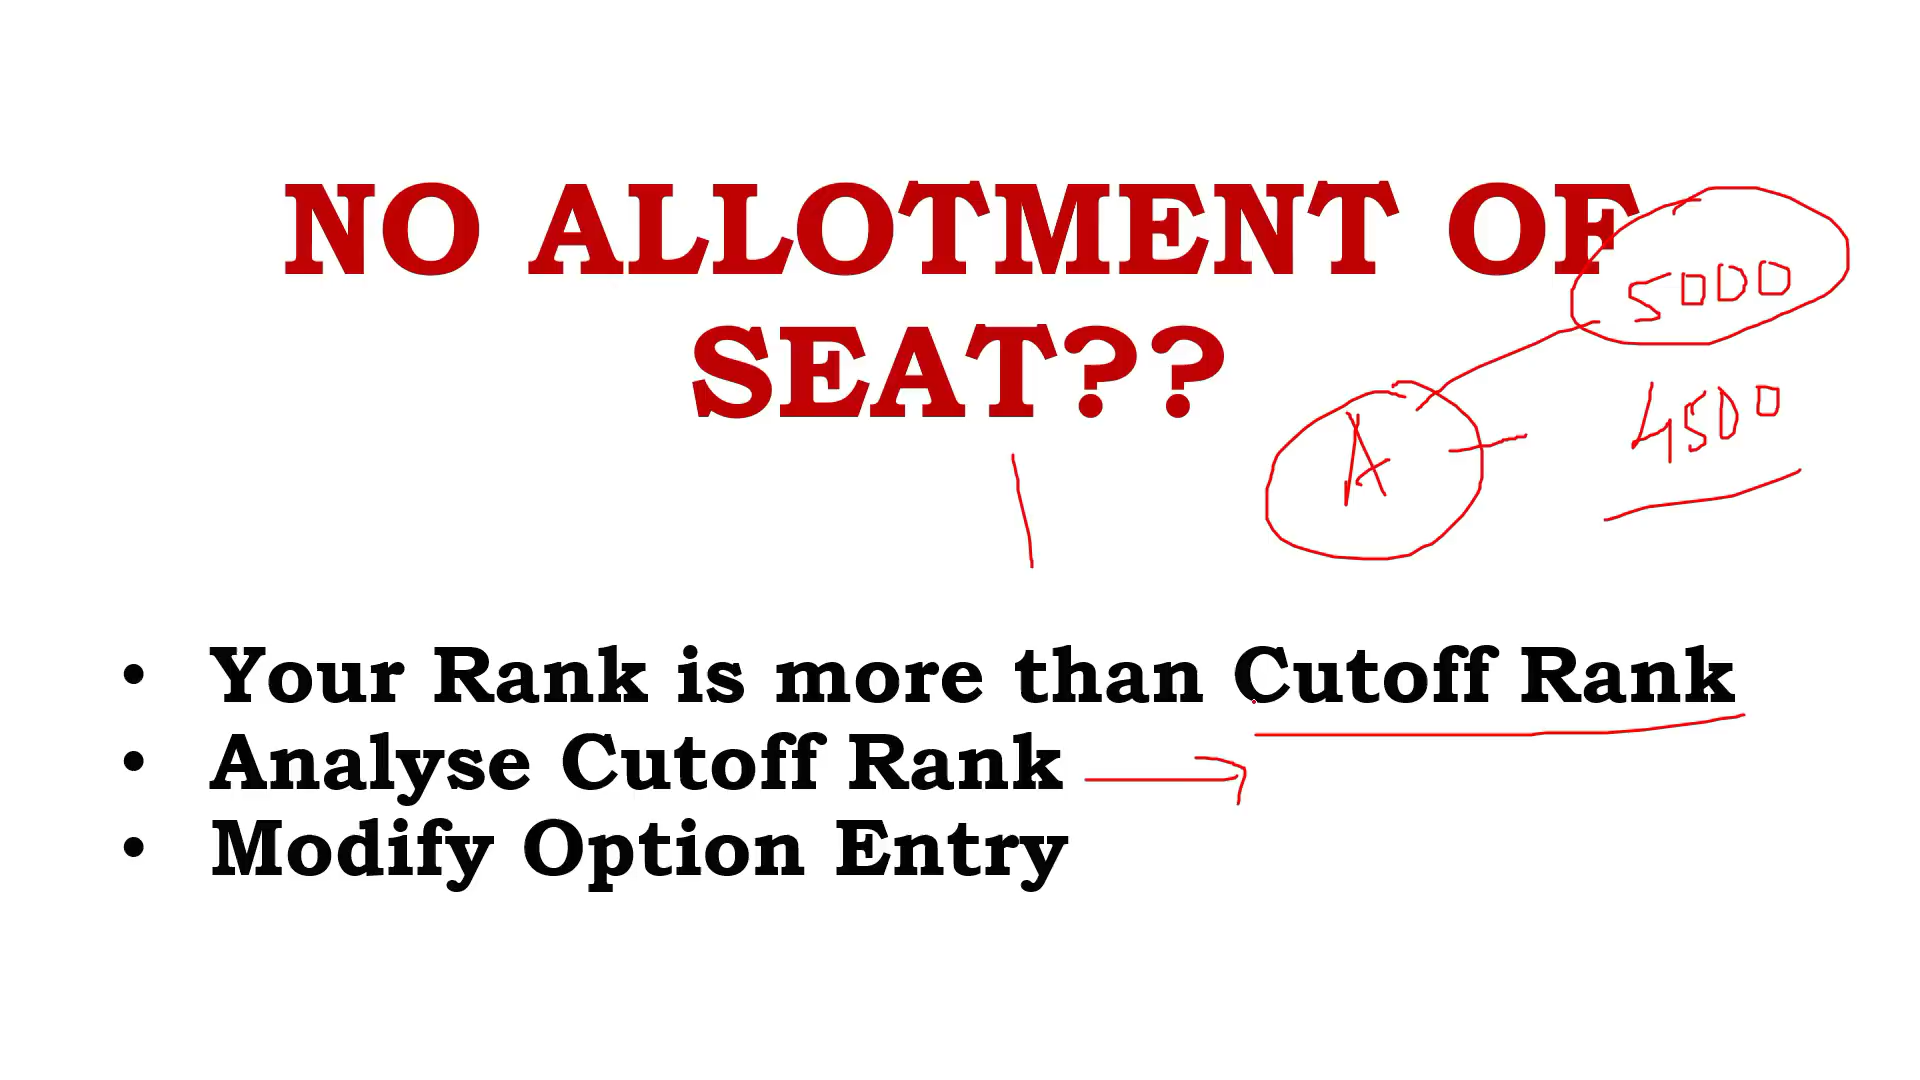 NO ALLOTMENT OF
SEAT??
5000
A
4500
• Your Rank is more than Cutoff Rank
• Analyse Cutoff Rank
• Modify Option Entry